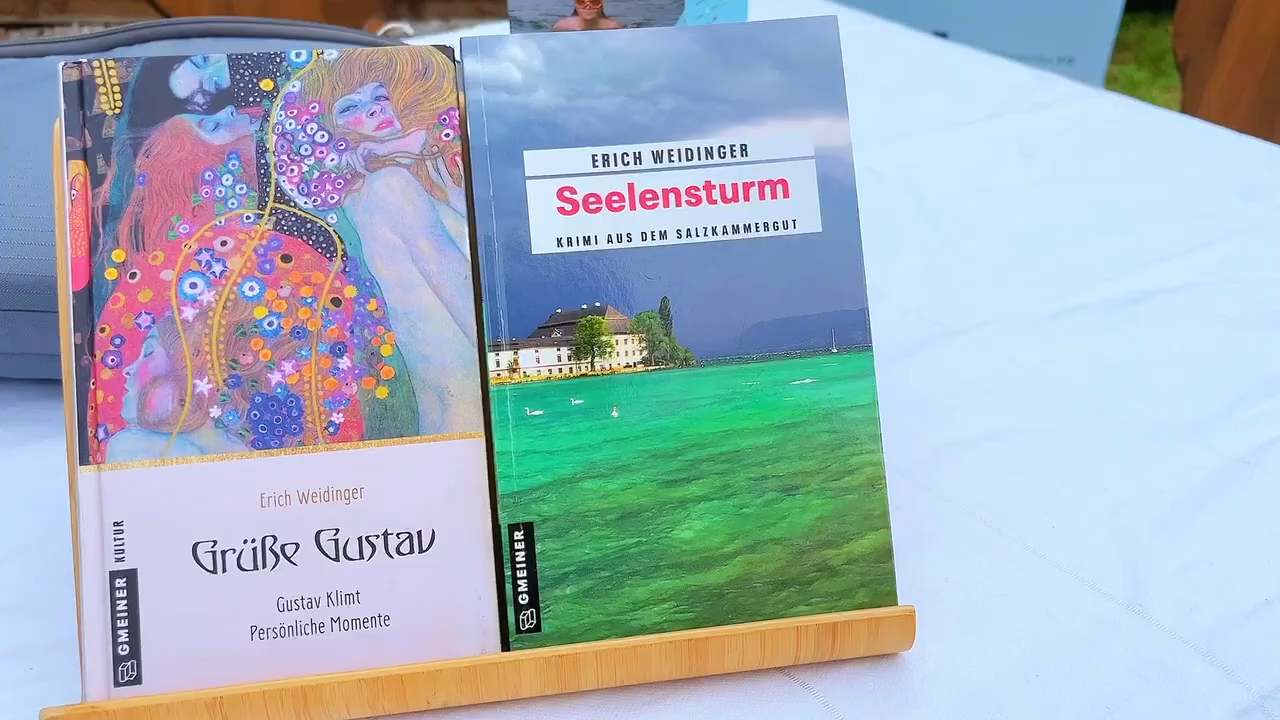 Erich Weidinger
Grüße Gustav
Gustav Klimt
Persönliche Momente
GMEINER KULTUR
ERICH WEIDINGER
Seelensturm
KRIMI AUS DEM SALZKAMMERGUT
GMEINER